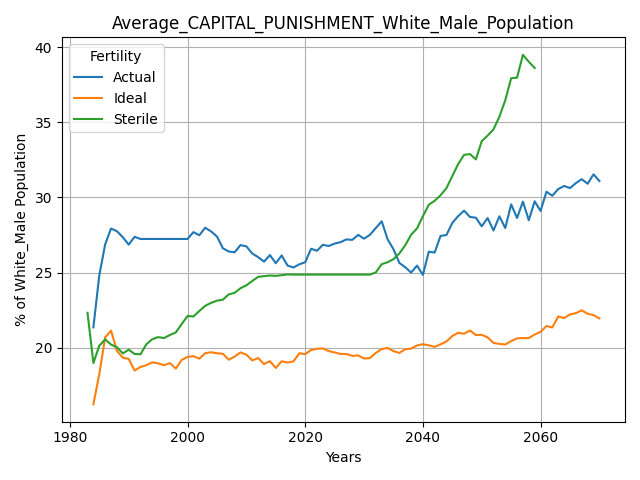 Average_CAPITAL_PUNISHMENT_White_Male_Population
Fertility
Actual
Ideal
Sterile
% of White_Male Population
40
35
30
25
20
1980
2000
2020
2040
2060
Years